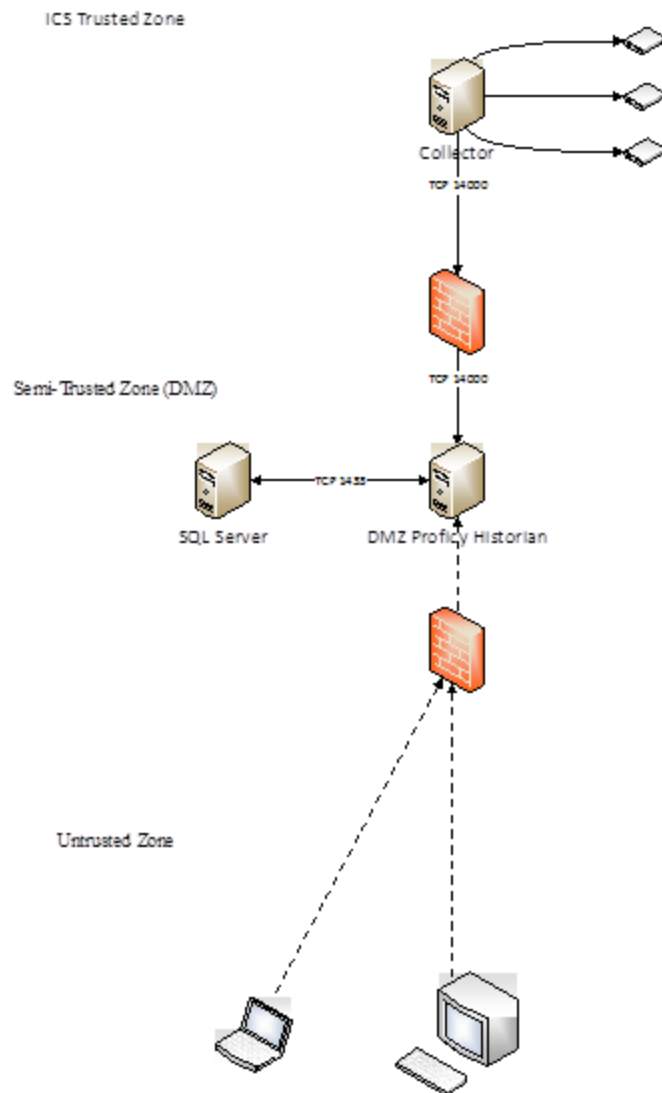 ICS Trusted Zone
Collector
TCP 14000
TCP 14000
Semi-Trusted Zone (DMZ)
TCP 1433
SQL Server
DMZ Proficy Historian
Untrusted Zone